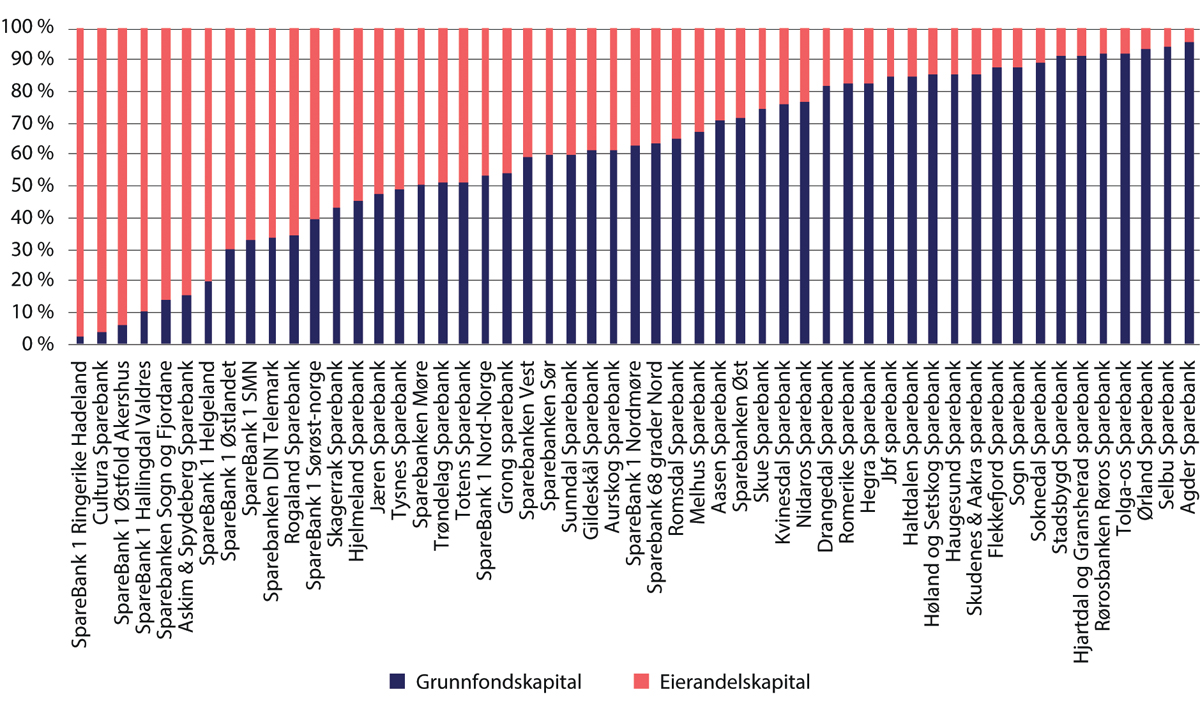 100 %
90 %
80 %
70 %
60 %
50 %
40 %
30 %
20 %
10 %
0 %
SpareBank 1 Ringerike Hadeland
Cultura Sparebank
SpareBank 1 Østfold Akershus
SpareBank 1 Hallingdal Valdres
Sparebanken Sogn og Fjordane
Askim & Spydeberg Sparebank
SpareBank 1 Helgeland
SpareBank 1 Østlandet
SpareBank 1 SMN
Sparebanken DIN Telemark
Rogaland Sparebank
SpareBank 1 Sørøst-norge
Skagerrak Sparebank
Hjelmeland Sparebank
Jæren Sparebank
Tysnes Sparebank
Sparebanken Møre
Trøndelag Sparebank
Totens Sparebank
SpareBank 1 Nord-Norge
Grong sparebank
Sparebanken Vest
Sparebanken Sør
Sunndal Sparebank
Gildeskål Sparebank
Aurskog Sparebank
SpareBank 1 Nordmøre
Sparebank 68 grader Nord
Romsdal Sparebank
Melhus Sparebank
Aasen Sparebank
Sparebanken Øst
Skue Sparebank
Kvinesdal Sparebank
Nidaros Sparebank
Drangedal Sparebank
Romerike Sparebank
Hegra Sparebank
Jbf sparebank
Haltdalen Sparebank
Høland og Setskog Sparebank
Haugesund Sparebank
Skudenes & Aakra sparebank
Flekkefjord Sparebank
Sogn Sparebank
Soknedal Sparebank
Stadsbygd Sparebank
Hjartdal og Gransherad sparebank
Rørosbanken Røros Sparebank
Tolga-os Sparebank
Ørland Sparebank
Selbu Sparebank
Agder Sparebank
Grunnfondskapital
Eierandelskapital